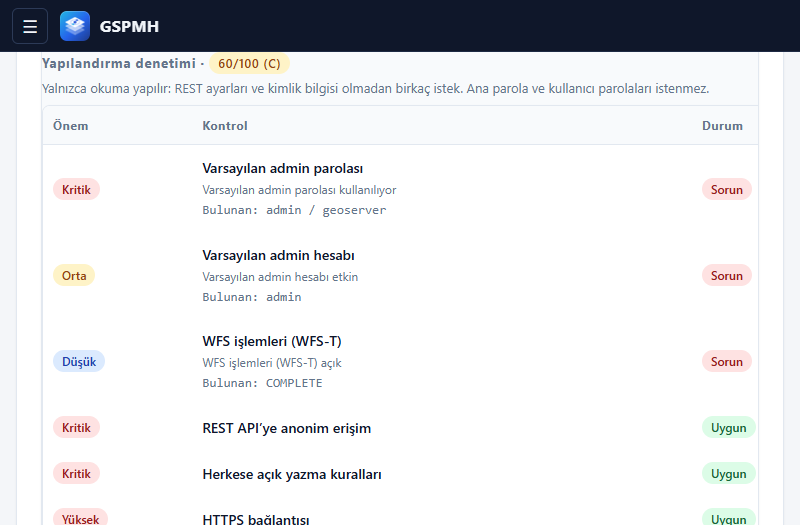 GSPMH
Yapılandırma denetimi · 60/100 (C)
Yalnızca okuma yapılır: REST ayarları ve kimlik bilgisi olmadan birkaç istek. Ana parola ve kullanıcı parolaları istenmez.
Önem Kontrol Durum
Varsayılan admin parolası
Kritik Varsayılan admin parolası kullanılıyor Sorun
Bulunan: admin / geoserver
Varsayılan admin hesabı
Orta Varsayılan admin hesabı etkin Sorun
Bulunan: admin
WFS işlemleri (WFS-T)
Düşük WFS işlemleri (WFS-T) açık Sorun
Bulunan: COMPLETE
Kritik REST API’ye anonim erişim Uygun
Kritik Herkese açık yazma kuralları Uygun
Yüksek HTTPS bağlantısı Uygun